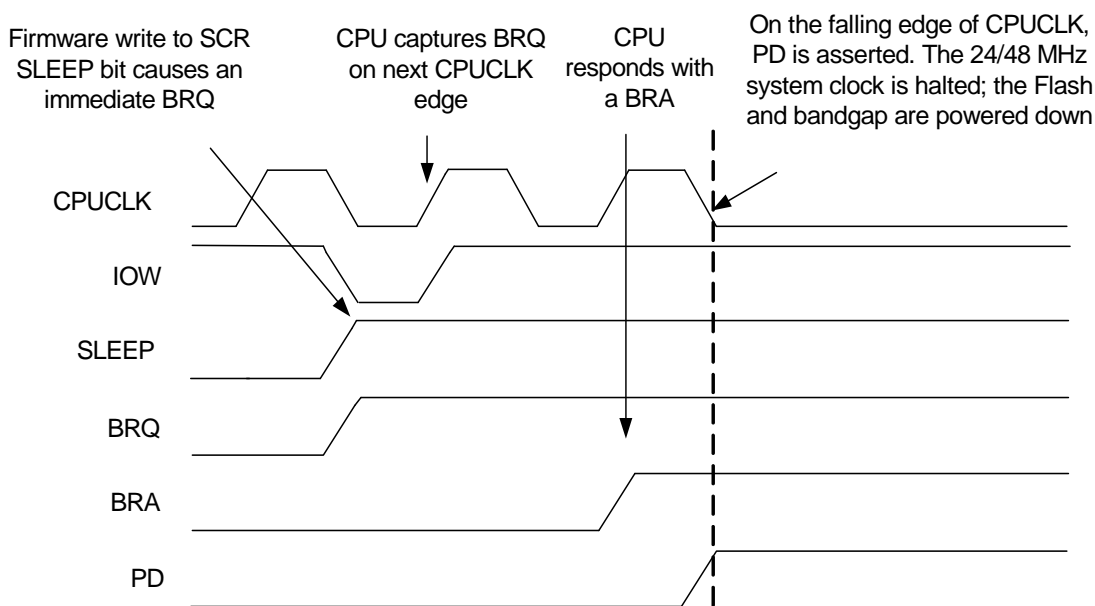 Firmware write to SCR
SLEEP bit causes an
immediate BRQ
CPU captures BRQ
on next CPUCLK
edge
CPU
responds with
a BRA
On the falling edge of CPUCLK,
PD is asserted. The 24/48 MHz
system clock is halted; the Flash
and bandgap are powered down
CPUCLK
IOW
SLEEP
BRQ
BRA
PD